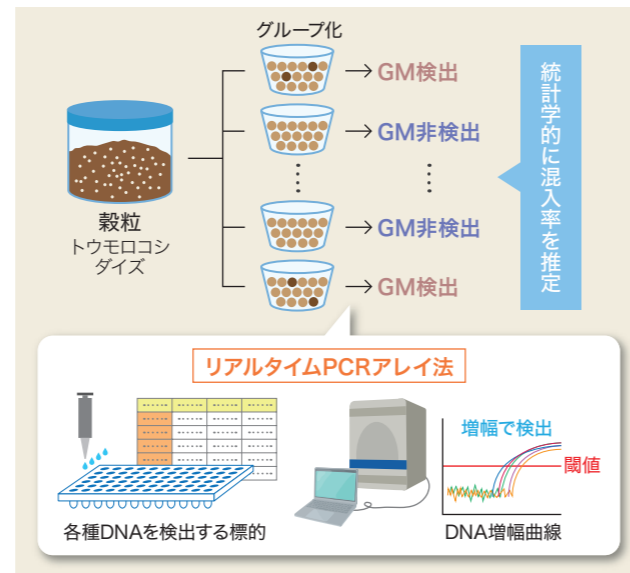 グループ化
GM検出
GM非検出
GM非検出
GM検出
統計学的に混入率を推定
穀粒
トウモロコシ
ダイズ
リアルタイムPCRアレイ法
各種DNAを検出する標的
増幅で検出
閾値
DNA増幅曲線